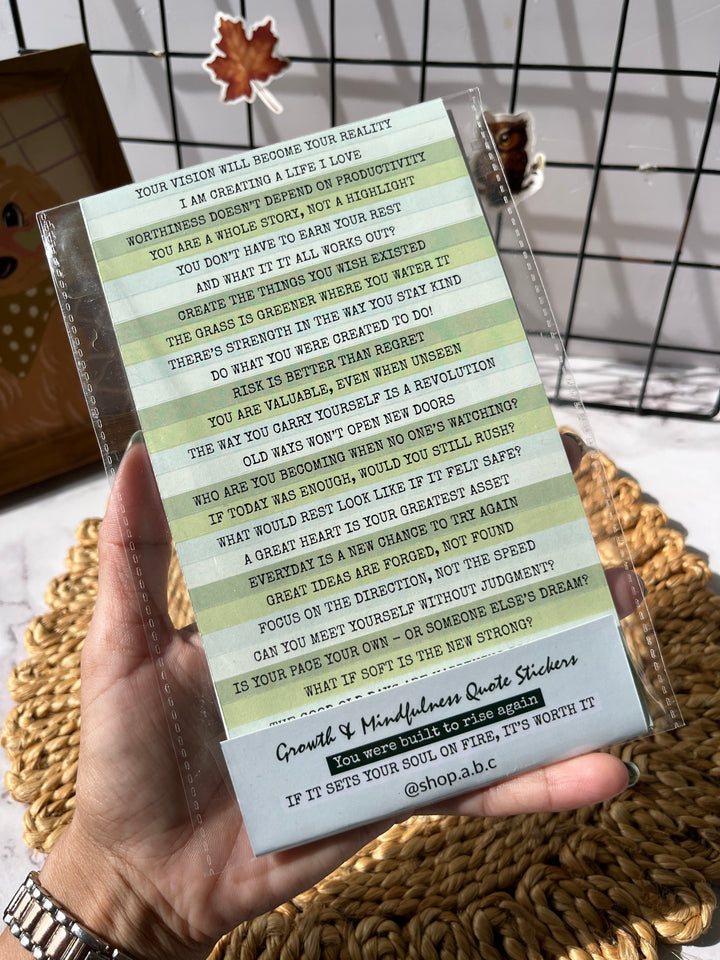 YOUR VISION WILL BECOME YOUR REALITY
I AM CREATING A LIFE I LOVE
WORTHINESS DOESN'T DEPEND ON PRODUCTIVITY
YOU ARE A WHOLE STORY, NOT A HIGHLIGHT
YOU DON'T HAVE TO EARN YOUR REST
AND WHAT IT IT ALL WORKS OUT?
CREATE THE THINGS YOU WISH EXISTED
THE GRASS IS GREENER WHERE YOU WATER IT
THERE'S STRENGTH IN THE WAY YOU STAY KIND
DO WHAT YOU WERE CREATED TO DO!
RISK IS BETTER THAN REGRET
YOU ARE VALUABLE, EVEN WHEN UNSEEN
THE WAY YOU CARRY YOURSELF IS A REVOLUTION
OLD WAYS WON'T OPEN NEW DOORS
WHO ARE YOU BECOMING WHEN NO ONE'S WATCHING?
IF TODAY WAS ENOUGH, WOULD YOU STILL RUSH?
WHAT WOULD REST LOOK LIKE IF IT FELT SAFE?
A GREAT HEART IS YOUR GREATEST ASSET
EVERYDAY IS A NEW CHANCE TO TRY AGAIN
GREAT IDEAS ARE FORGED, NOT FOUND
FOCUS ON THE DIRECTION, NOT THE SPEED
CAN YOU MEET YOURSELF WITHOUT JUDGMENT?
IS YOUR PACE YOUR OWN – OR SOMEONE ELSE'S DREAM?
WHAT IF SOFT IS THE NEW STRONG?
THE GOOD OLD DAYS ARE
Growth & Mindfulness Quote Stickers
You were built to rise again
IF IT SETS YOUR SOUL ON FIRE, IT'S WORTH IT
@shop.a.b.c